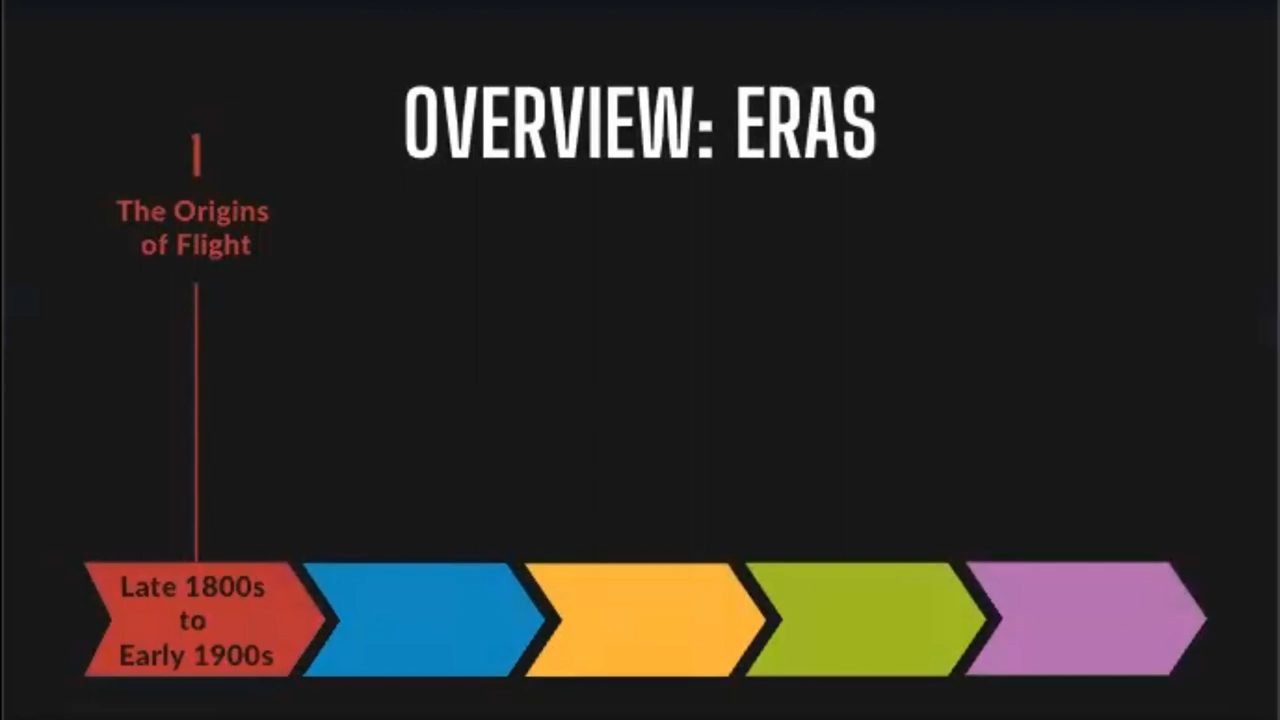 OVERVIEW: ERAS
1
The Origins
of Flight
Late 1800s
to
Early 1900s